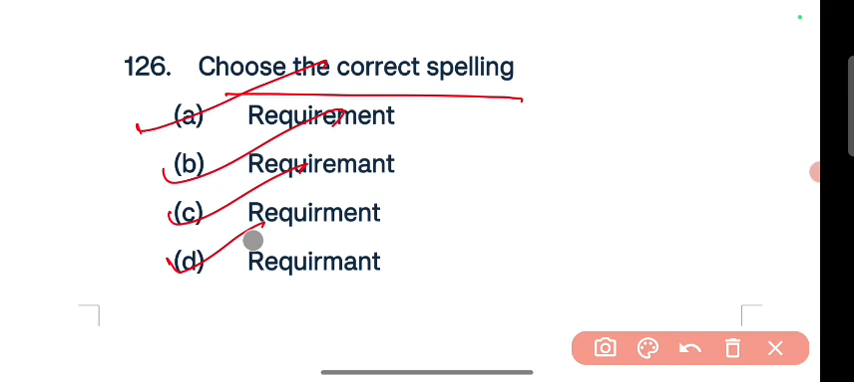 126. Choose the correct spelling
(a) Requirement
(b) Requiremant
(c) Requirment
(d) Requirmant